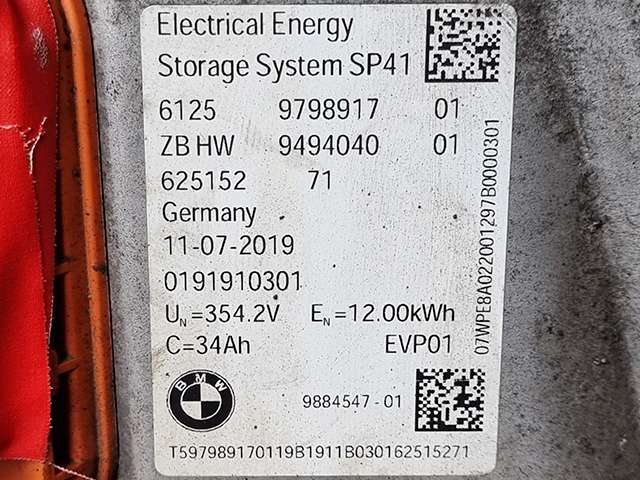 Electrical Energy
Storage System SP41
6125 9798917 01
ZB HW 9494040 01
625152 71
Germany
11-07-2019
0191910301
UN=354.2V EN=12.00kWh
C=34Ah EVP01
BMW
9884547-01
T597989170119B1911B030162515271
07WPE8A022001297B0000301